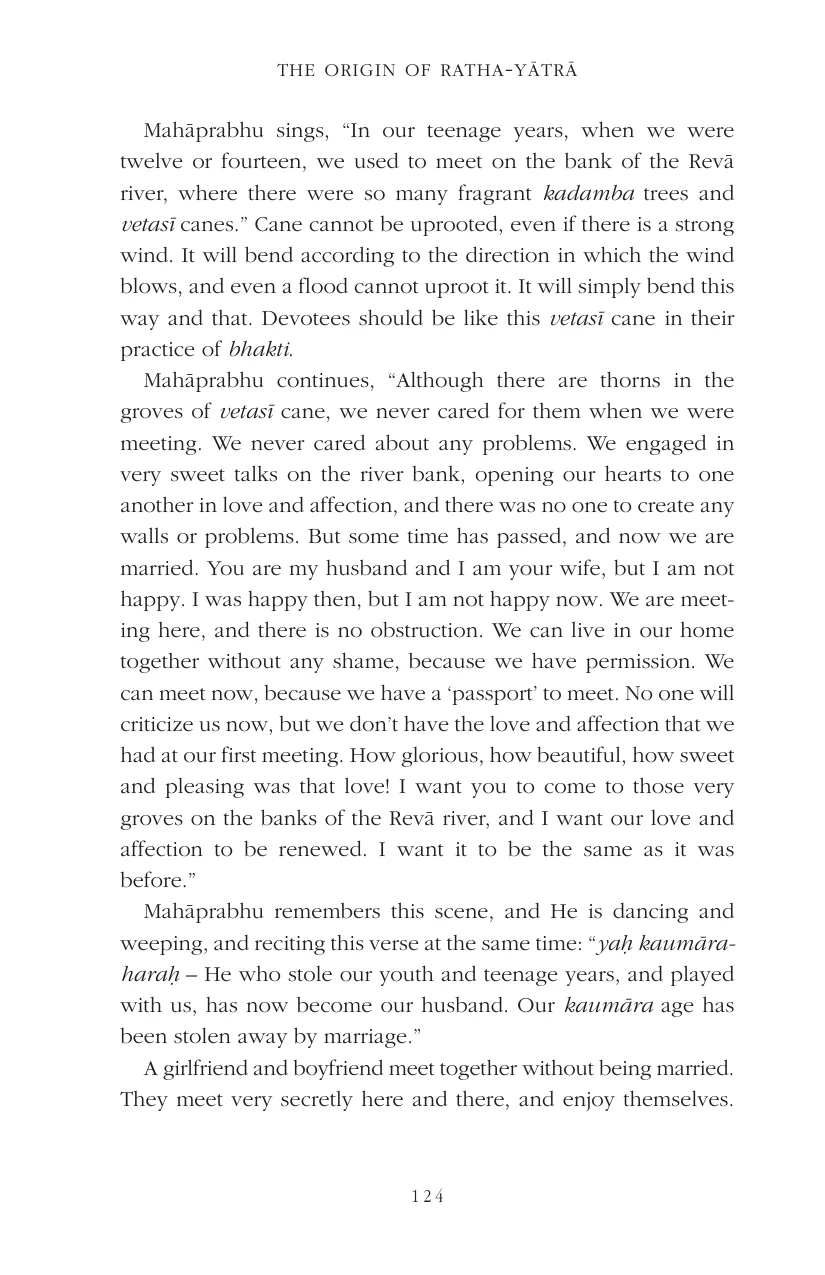 THE ORIGIN OF RATHA-YĀTRĀ
Mahāprabhu sings, “In our teenage years, when we were
twelve or fourteen, we used to meet on the bank of the Revā
river, where there were so many fragrant kadamba trees and
vetasī canes.” Cane cannot be uprooted, even if there is a strong
wind. It will bend according to the direction in which the wind
blows, and even a flood cannot uproot it. It will simply bend this
way and that. Devotees should be like this vetasī cane in their
practice of bhakti.
Mahāprabhu continues, “Although there are thorns in the
groves of vetasī cane, we never cared for them when we were
meeting. We never cared about any problems. We engaged in
very sweet talks on the river bank, opening our hearts to one
another in love and affection, and there was no one to create any
walls or problems. But some time has passed, and now we are
married. You are my husband and I am your wife, but I am not
happy. I was happy then, but I am not happy now. We are meet-
ing here, and there is no obstruction. We can live in our home
together without any shame, because we have permission. We
can meet now, because we have a ‘passport’ to meet. No one will
criticize us now, but we don’t have the love and affection that we
had at our first meeting. How glorious, how beautiful, how sweet
and pleasing was that love! I want you to come to those very
groves on the banks of the Revā river, and I want our love and
affection to be renewed. I want it to be the same as it was
before.”
Mahāprabhu remembers this scene, and He is dancing and
weeping, and reciting this verse at the same time: “yaḥ kaumāra-
haraḥ – He who stole our youth and teenage years, and played
with us, has now become our husband. Our kaumāra age has
been stolen away by marriage.”
A girlfriend and boyfriend meet together without being married.
They meet very secretly here and there, and enjoy themselves.
124